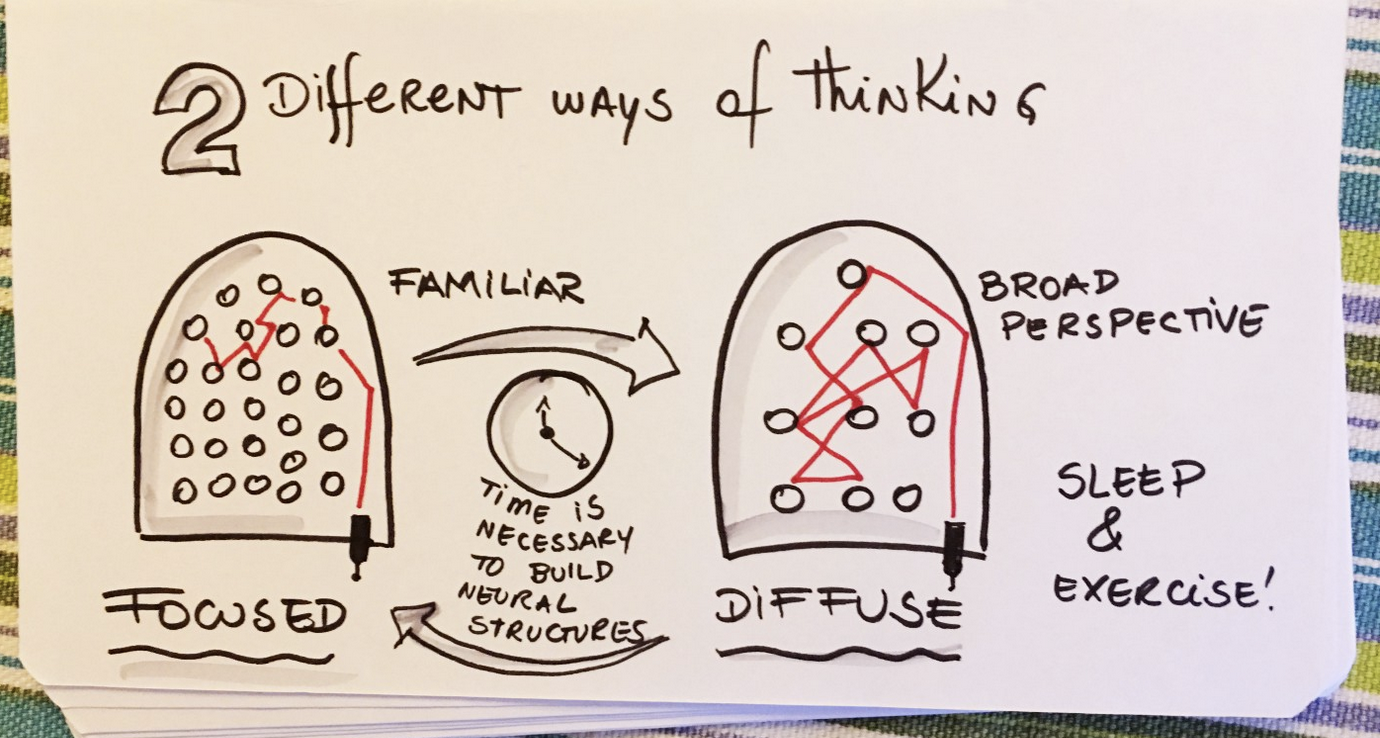 2 Different ways of thinking
FAMILIAR
BROAD
PERSPECTIVE
TIME IS
NECESSARY
TO BUILD
NEURAL
STRUCTURES
SLEEP
&
EXERCISE!
FOCUSED
DIFFUSE